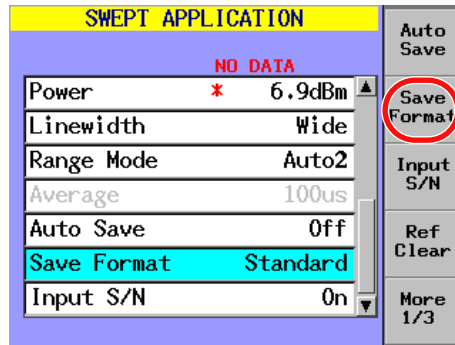 SWEPT APPLICATION
NO DATA
Power * 6.9dBm
Linewidth Wide
Range Mode Auto2
Average 100us
Auto Save Off
Save Format Standard
Input S/N On
Auto
Save
Save
Format
Input
S/N
Ref
Clear
More
1/3